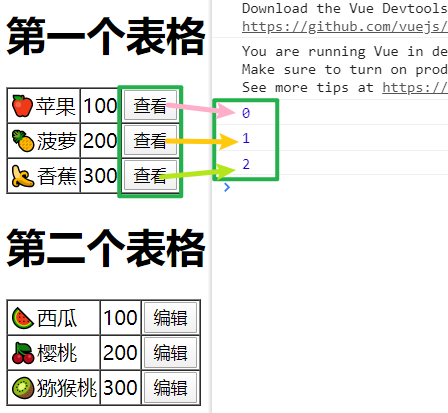 第一个表格
🍎苹果 100 查看
🍍菠萝 200 查看
🍌香蕉 300 查看
第二个表格
🍉西瓜 100 编辑
🍒樱桃 200 编辑
🥝猕猴桃 300 编辑
Download the Vue Devtools
https://github.com/vuejs/
You are running Vue in de
Make sure to turn on prod
See more tips at https://
0
1
2
>